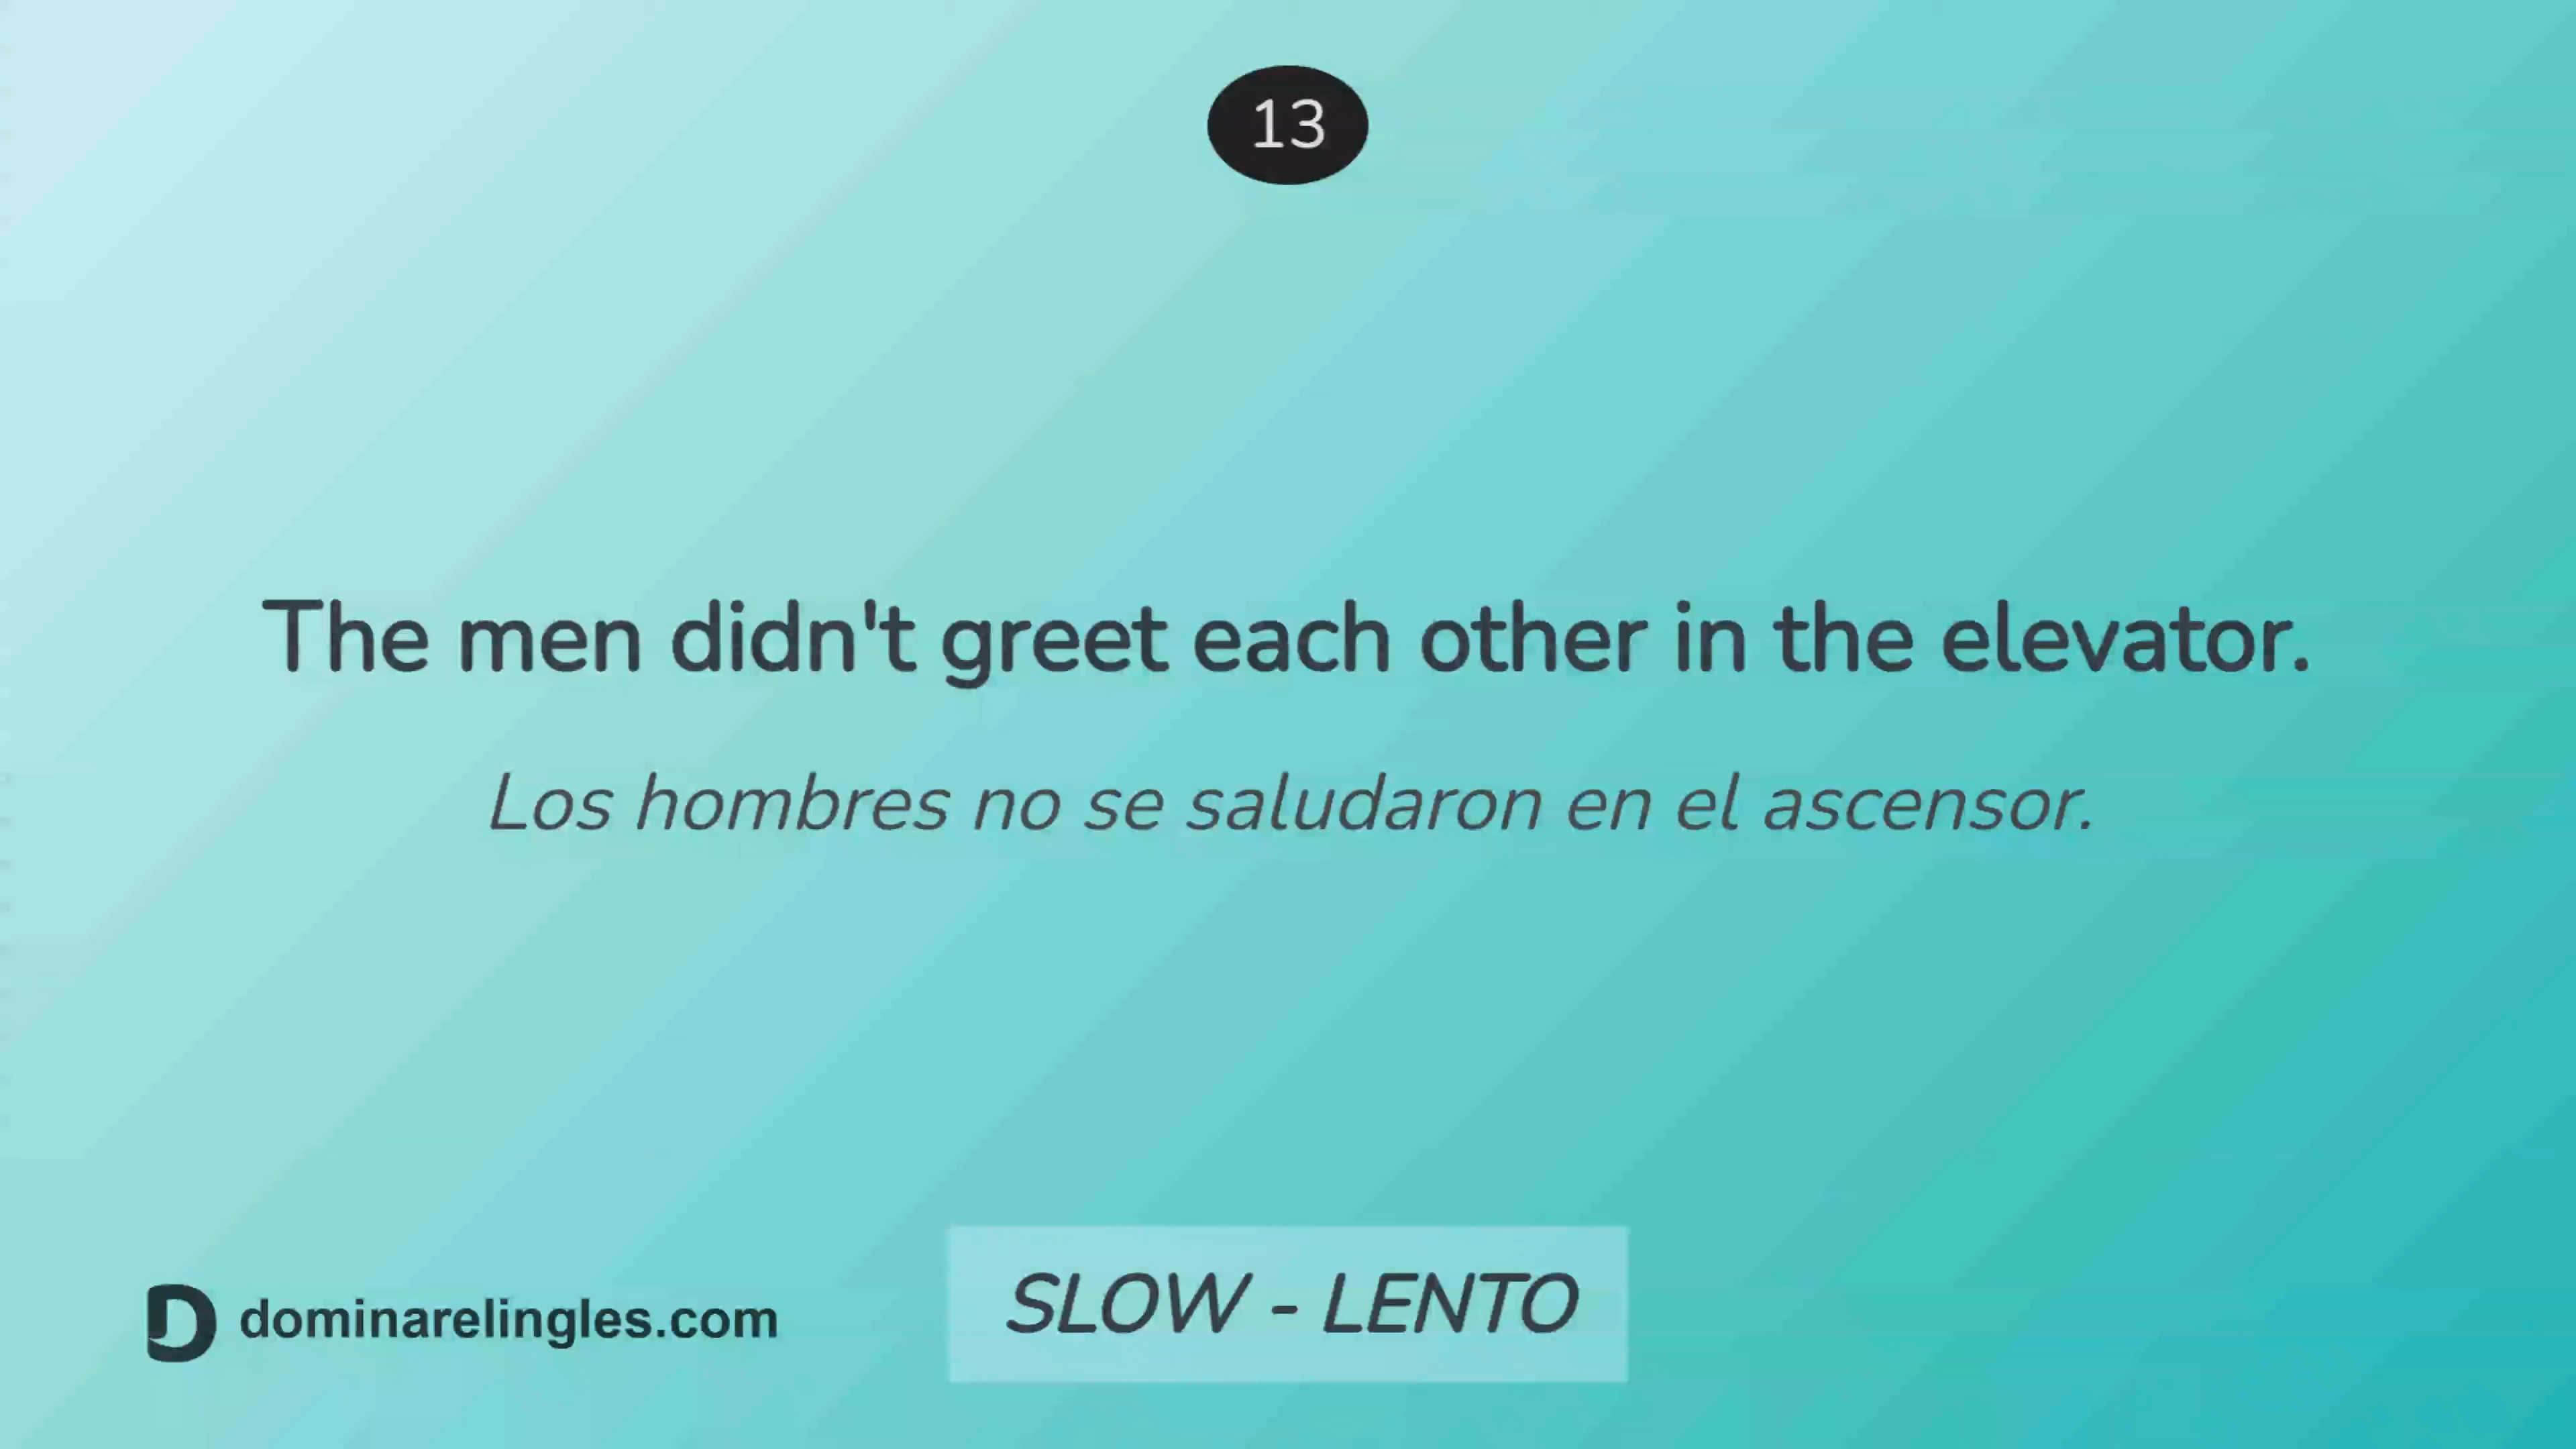 13
The men didn't greet each other in the elevator.
Los hombres no se saludaron en el ascensor.
SLOW - LENTO
dominarelingles.com